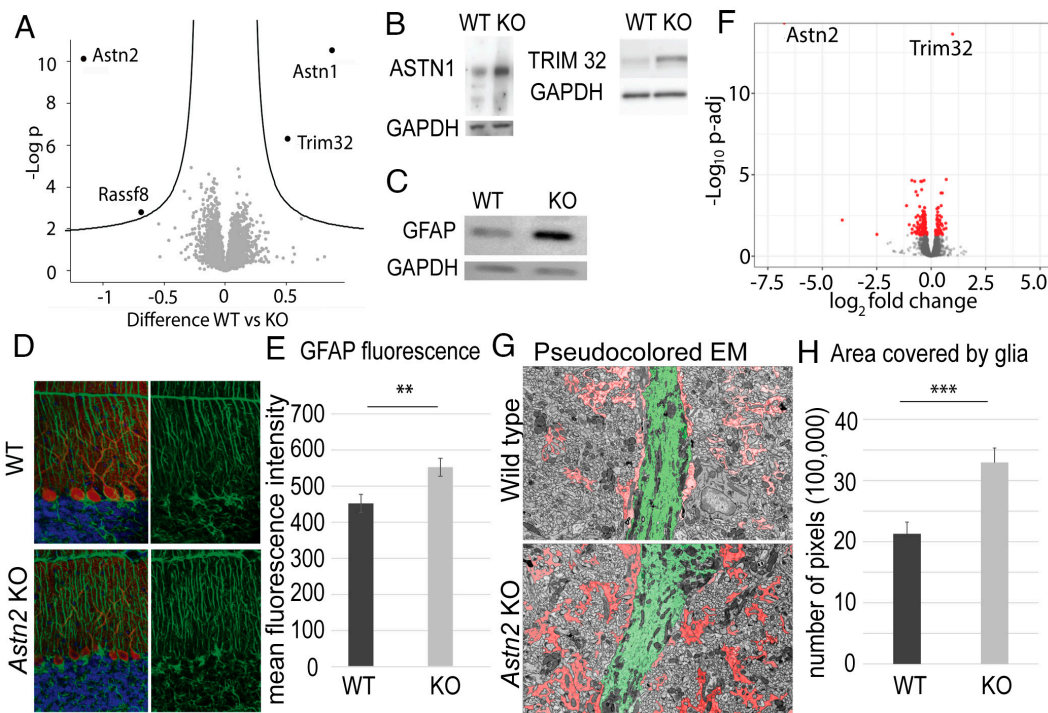 A
Astn2
Astn1
Trim32
Rassf8
-Log p
10
8
6
4
2
0
-1
-0.5
0
0.5
Difference WT vs KO
B
WT KO
ASTN1
GAPDH
WT KO
TRIM 32
GAPDH
C
WT KO
GFAP
GAPDH
F
Astn2
Trim32
-Log₁₀ p-adj
10
5
0
-7.5 -5.0 -2.5 0.0 2.5 5.0
log₂ fold change
D
WT
Astn2 KO
E GFAP fluorescence
**
mean fluorescence intensity
700
600
500
400
300
200
100
0
WT KO
G Pseudocolored EM
Wild type
Astn2 KO
H Area covered by glia
***
number of pixels (100,000)
40
30
20
10
0
WT KO